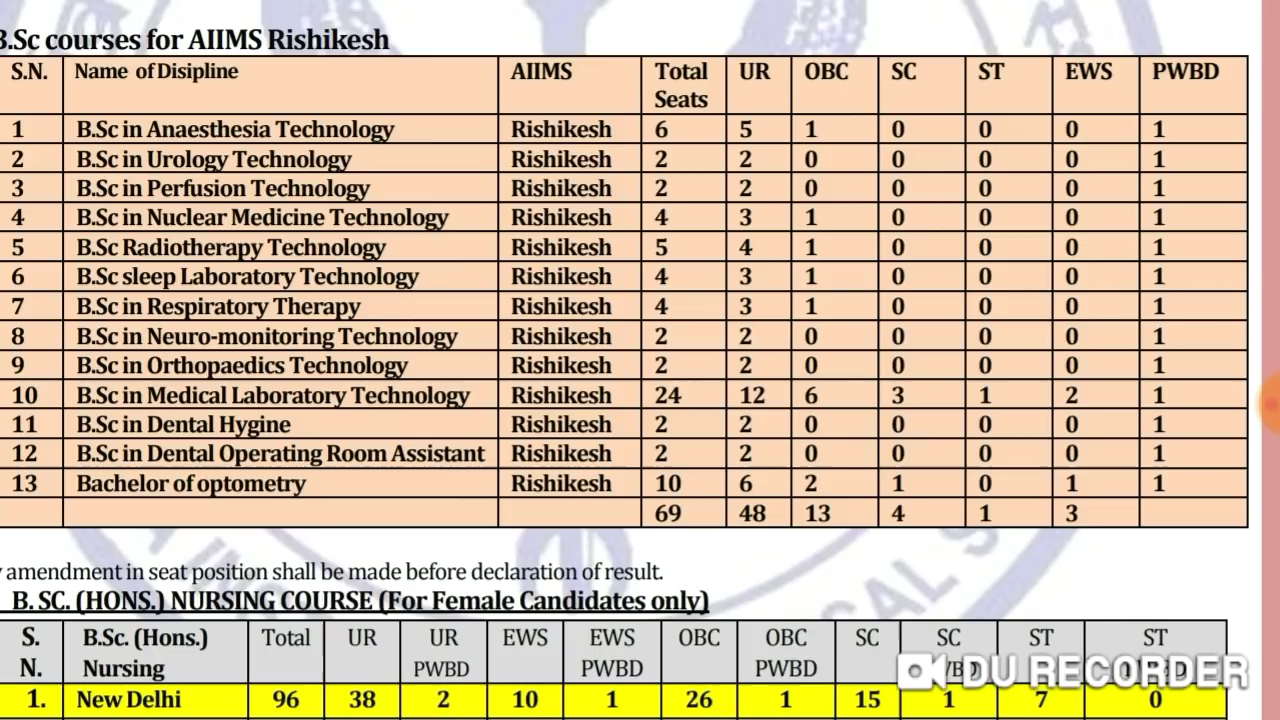 B.Sc courses for AIIMS Rishikesh
S.N. Name of Disipline AIIMS Total Seats UR OBC SC ST EWS PWBD
1 B.Sc in Anaesthesia Technology Rishikesh 6 5 1 0 0 0 1
2 B.Sc in Urology Technology Rishikesh 2 2 0 0 0 0 1
3 B.Sc in Perfusion Technology Rishikesh 2 2 0 0 0 0 1
4 B.Sc in Nuclear Medicine Technology Rishikesh 4 3 1 0 0 0 1
5 B.Sc Radiotherapy Technology Rishikesh 5 4 1 0 0 0 1
6 B.Sc sleep Laboratory Technology Rishikesh 4 3 1 0 0 0 1
7 B.Sc in Respiratory Therapy Rishikesh 4 3 1 0 0 0 1
8 B.Sc in Neuro-monitoring Technology Rishikesh 2 2 0 0 0 0 1
9 B.Sc in Orthopaedics Technology Rishikesh 2 2 0 0 0 0 1
10 B.Sc in Medical Laboratory Technology Rishikesh 24 12 6 3 1 2 1
11 B.Sc in Dental Hygine Rishikesh 2 2 0 0 0 0 1
12 B.Sc in Dental Operating Room Assistant Rishikesh 2 2 0 0 0 0 1
13 Bachelor of optometry Rishikesh 10 6 2 1 0 1 1
69 48 13 4 1 3
amendment in seat position shall be made before declaration of result.
B. SC. (HONS.) NURSING COURSE (For Female Candidates only)
S. N. B.Sc. (Hons.) Nursing Total UR UR PWBD EWS EWS PWBD OBC OBC PWBD SC SC ST ST
1. New Delhi 96 38 2 10 1 26 1 15 1 7 0
DU RECORDER